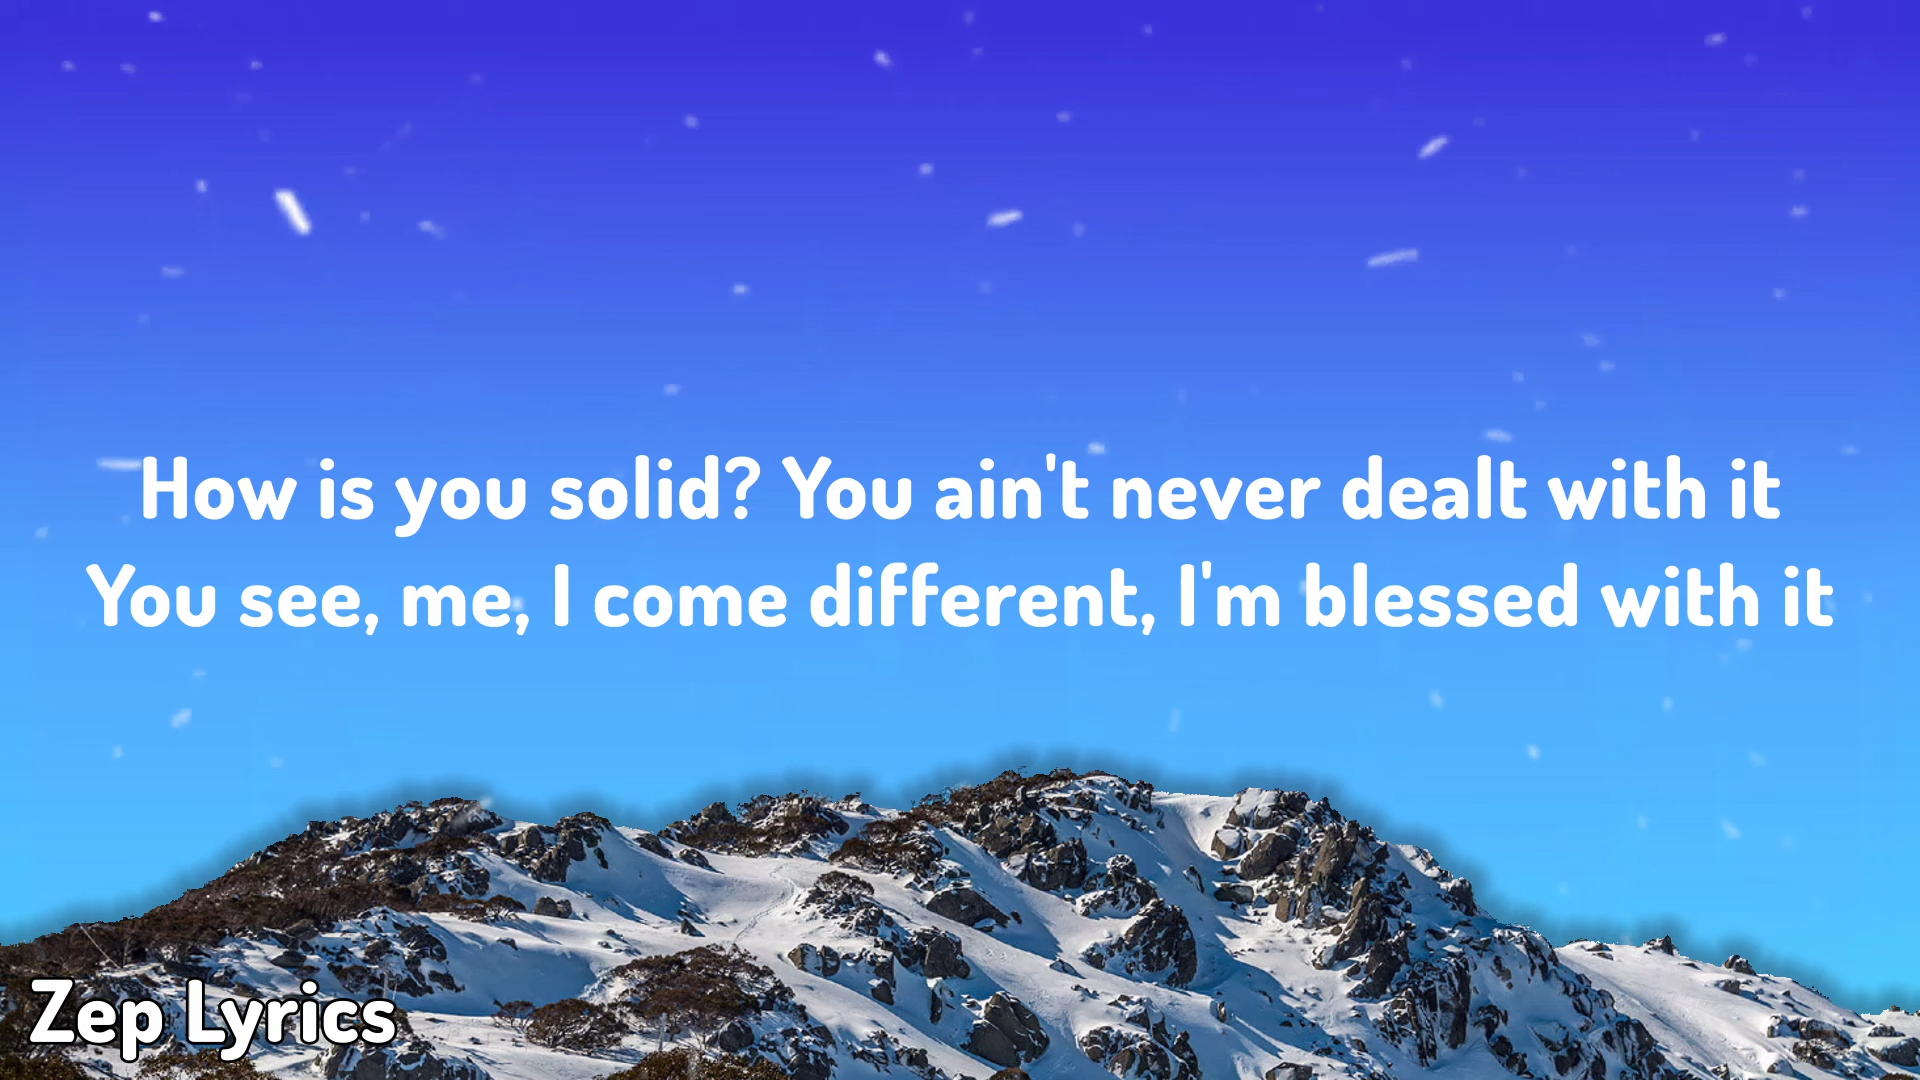 How is you solid? You ain't never dealt with it
You see, me, I come different, I'm blessed with it
Zep Lyrics